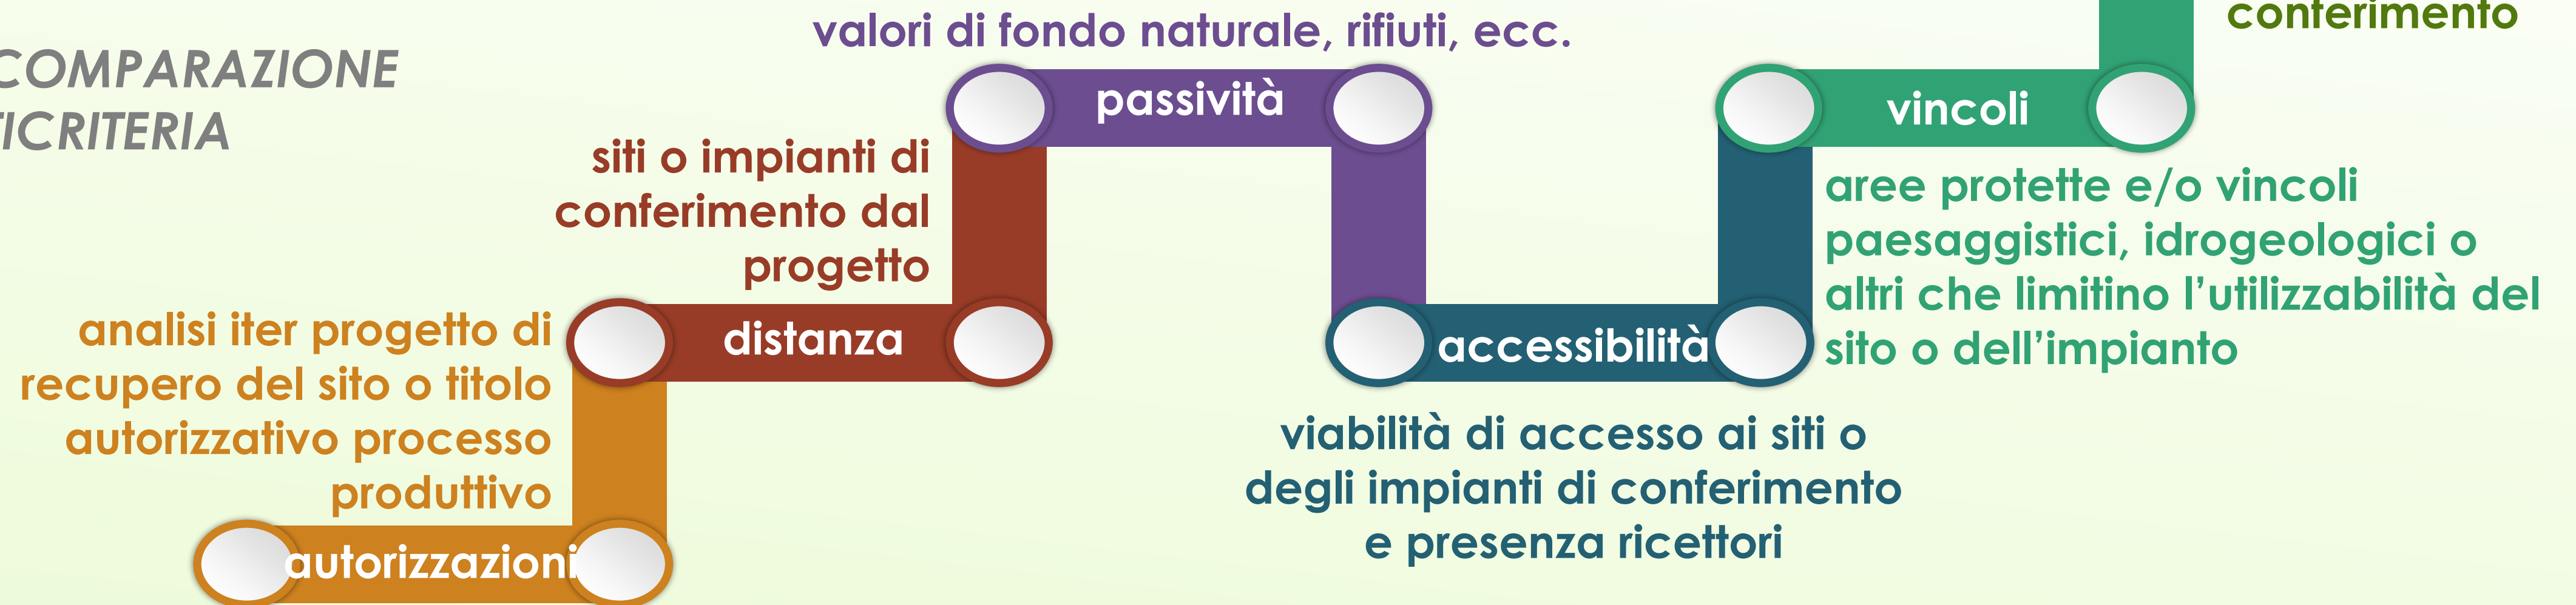 COMPARAZIONE
TICRITERIA
valori di fondo naturale, rifiuti, ecc.
conferimento
passività
vincoli
siti o impianti di
conferimento dal
progetto
aree protette e/o vincoli
paesaggistici, idrogeologici o
altri che limitino l’utilizzabilità del
sito o dell’impianto
distanza
accessibilità
analisi iter progetto di
recupero del sito o titolo
autorizzativo processo
produttivo
viabilità di accesso ai siti o
degli impianti di conferimento
e presenza ricettori
autorizzazioni